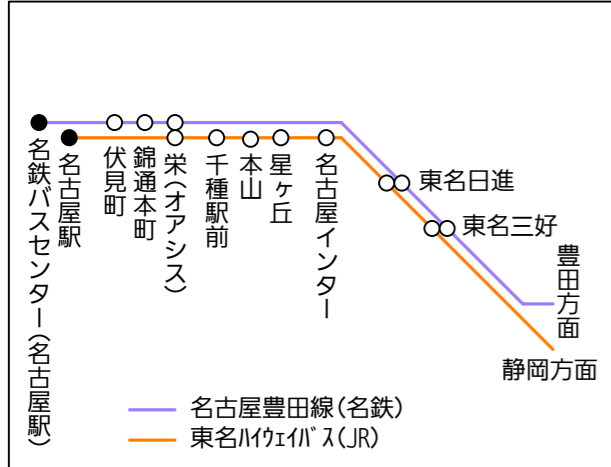 名鉄バスセンター(名古屋駅)
名古屋駅
伏見町
錦通本町
栄(オアシス)
千種駅前
本山
星ヶ丘
名古屋インター
東名日進
東名三好
豊田方面
静岡方面
名古屋豊田線(名鉄)
東名ﾊｲｳｪｲﾊﾞｽ(JR)